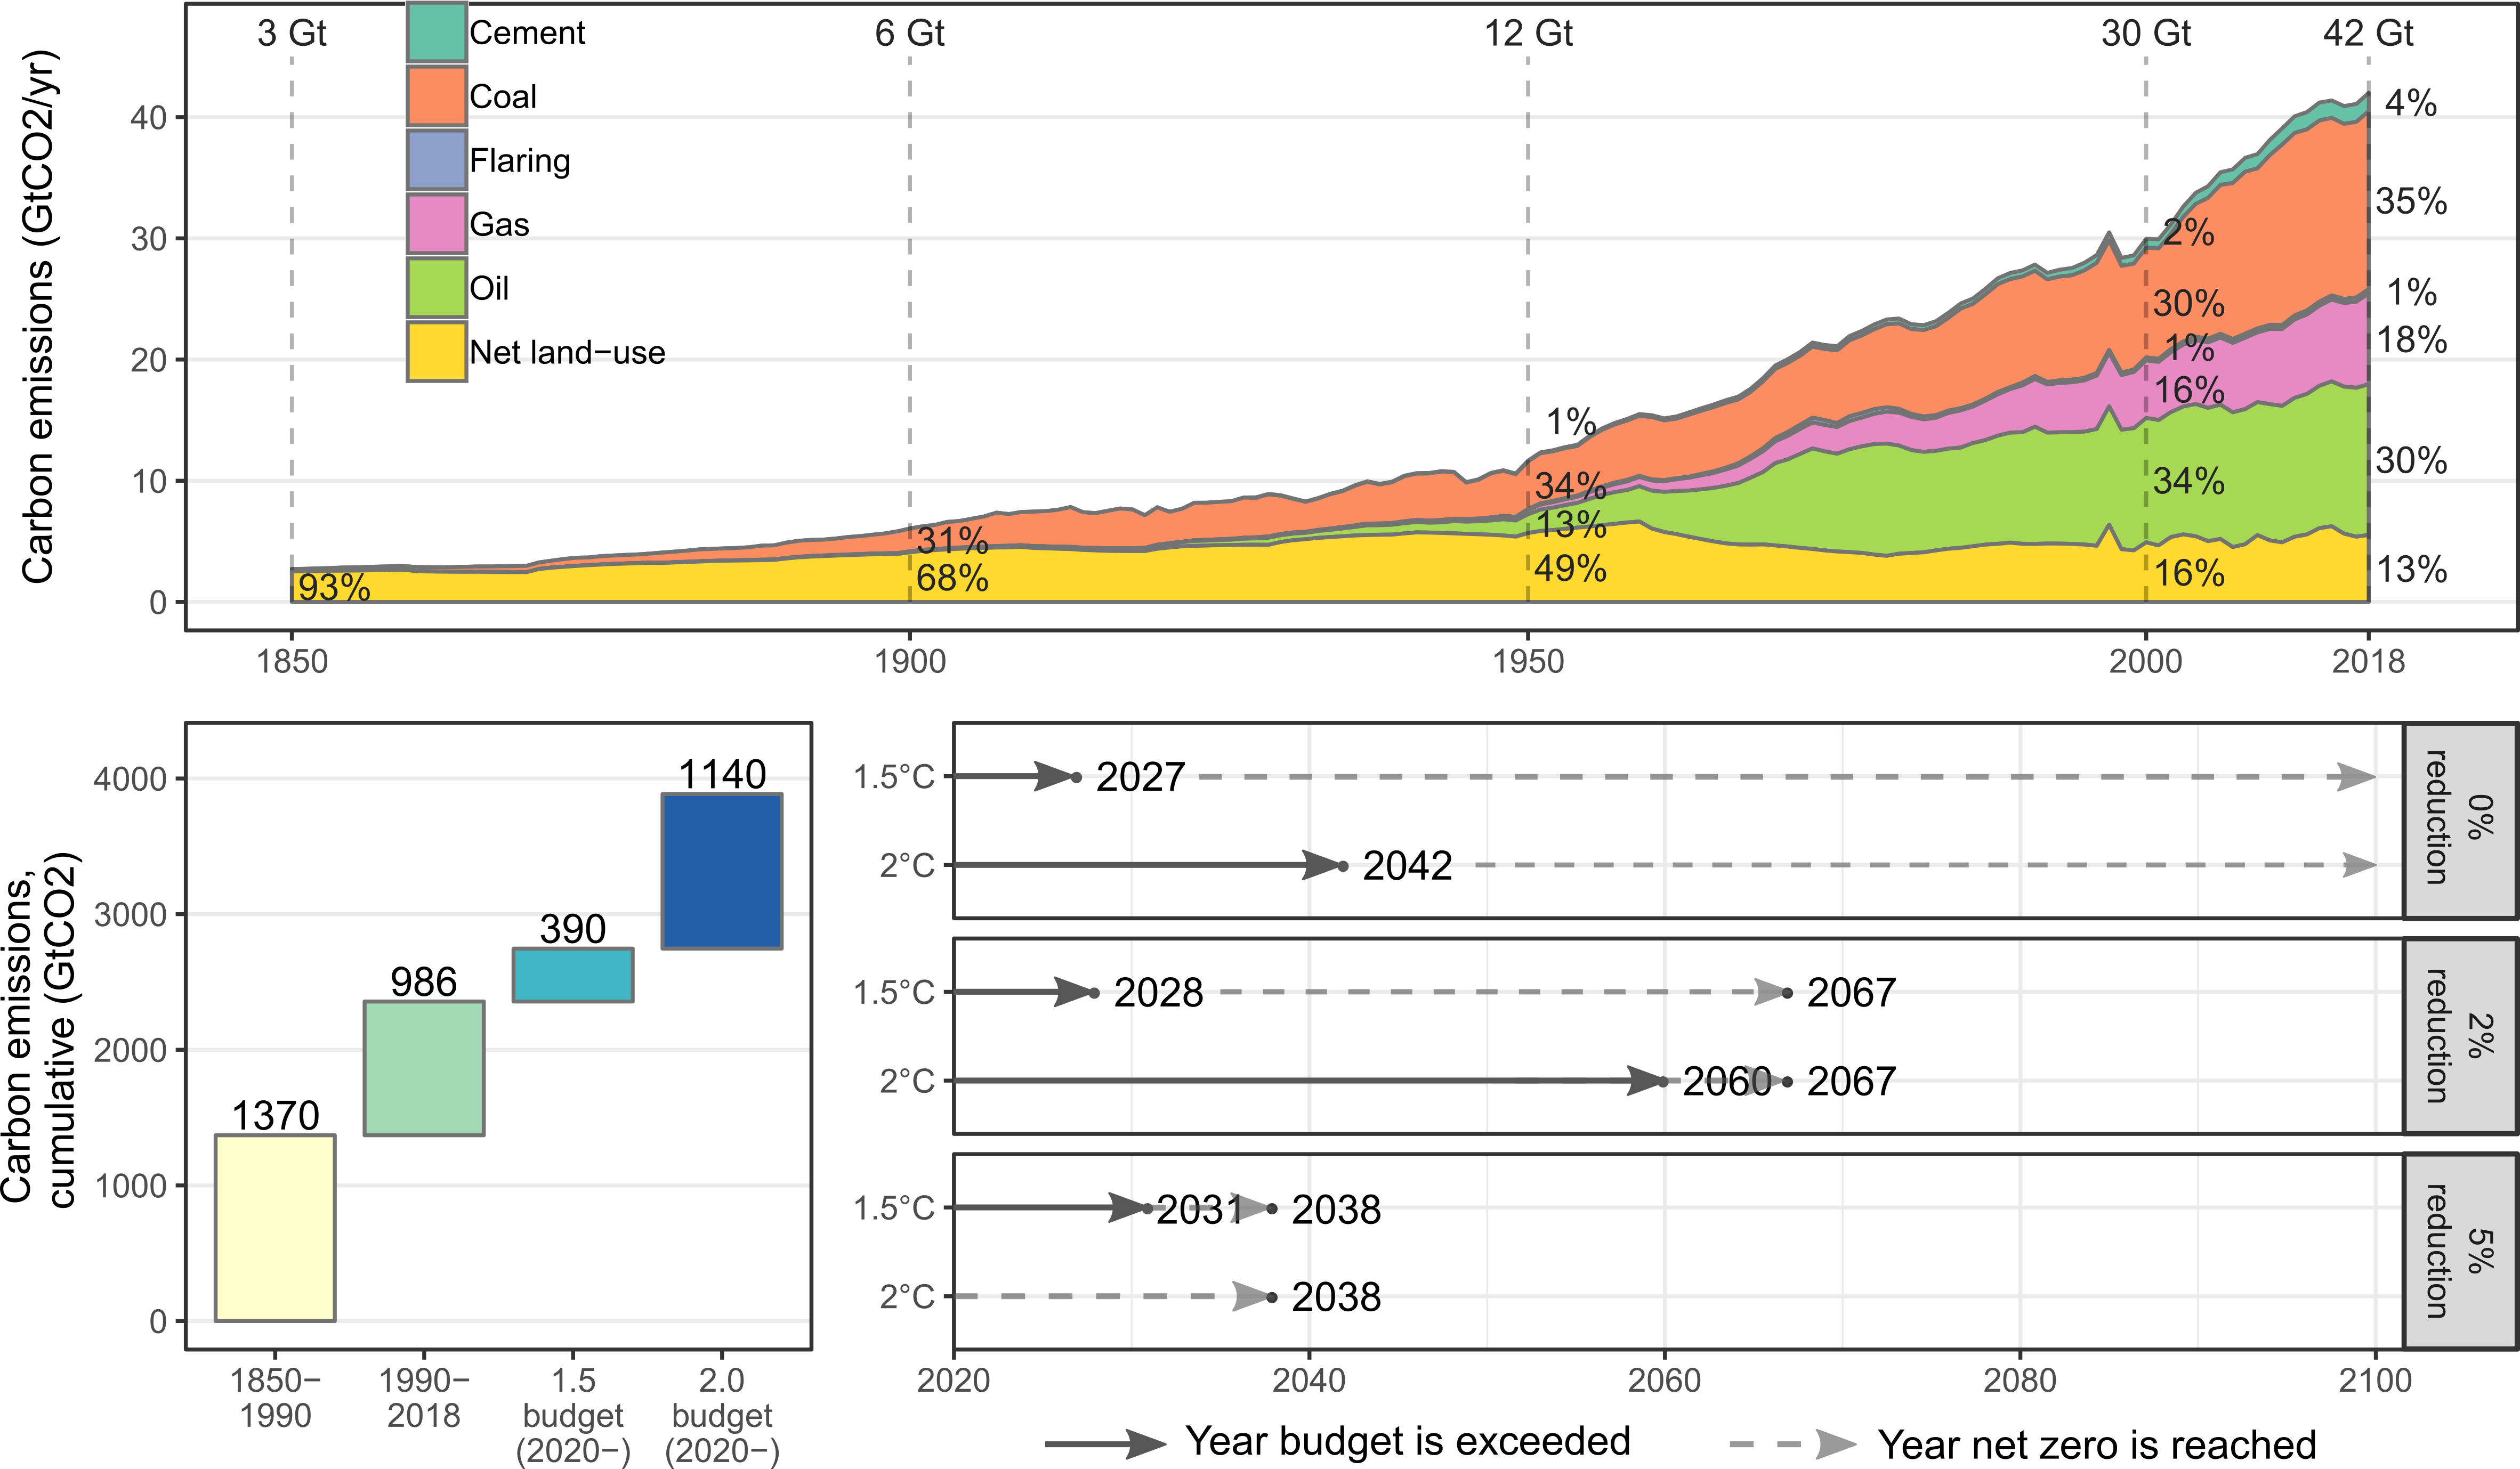 3 Gt
6 Gt
12 Gt
30 Gt
42 Gt
Cement
Coal
Flaring
Gas
Oil
Net land−use
Carbon emissions (GtCO2/yr)
40
30
20
10
0
93%
31%
68%
1%
34%
13%
49%
2%
30%
1%
16%
34%
16%
4%
35%
1%
18%
30%
13%
1850
1900
1950
2000
2018
Carbon emissions,
cumulative (GtCO2)
4000
3000
2000
1000
0
1370
986
390
1140
1850−
1990
1990−
2018
1.5
budget
(2020−)
2.0
budget
(2020−)
1.5°C
2027
2°C
2042
0%
reduction
1.5°C
2028
2067
2°C
2060
2067
2%
reduction
1.5°C
2031
2038
2°C
2038
5%
reduction
2020
2040
2060
2080
2100
Year budget is exceeded
Year net zero is reached